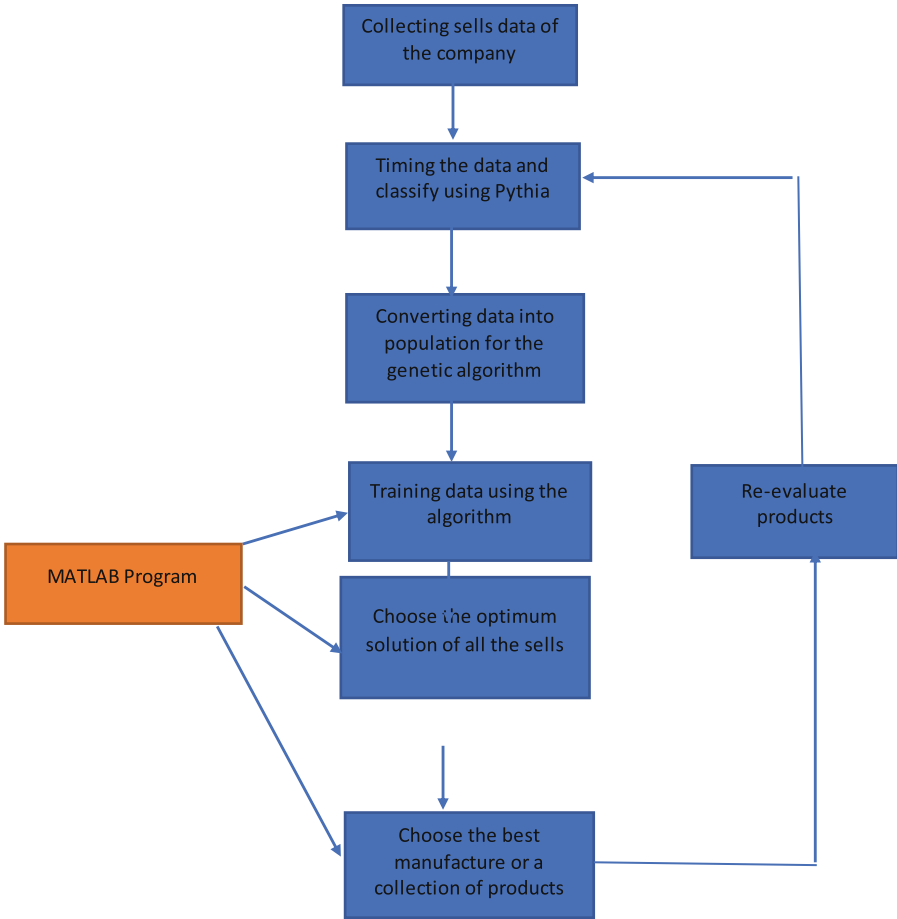 Collecting sells data of
the company
Timing the data and
classify using Pythia
Converting data into
population for the
genetic algorithm
Training data using the
algorithm
Re-evaluate
products
MATLAB Program
Choose the optimum
solution of all the sells
Choose the best
manufacture or a
collection of products